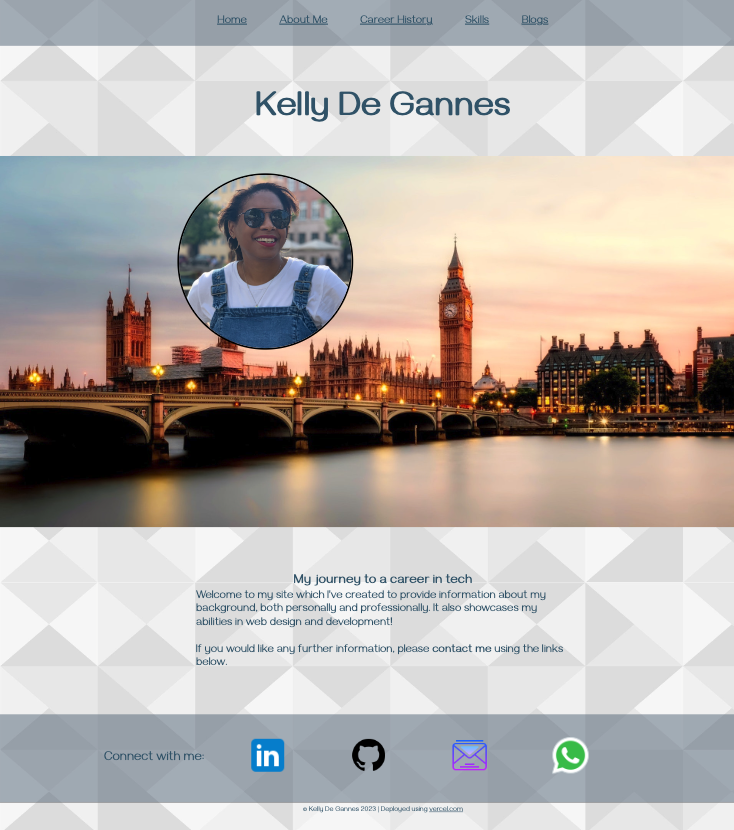 Home About Me Career History Skills Blogs
Kelly De Gannes
My journey to a career in tech
Welcome to my site which I've created to provide information about my
background, both personally and professionally. It also showcases my
abilities in web design and development!
If you would like any further information, please contact me using the links
below.
Connect with me: in
© Kelly De Gannes 2023 | Deployed using vercel.com